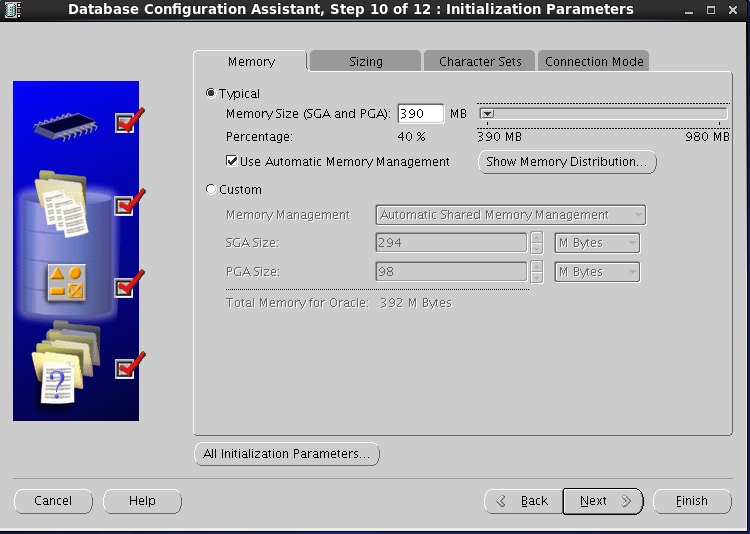 Database Configuration Assistant, Step 10 of 12 : Initialization Parameters
Memory Sizing Character Sets Connection Mode
Typical
Memory Size (SGA and PGA): 390 MB
Percentage: 40 % 390 MB 980 MB
Use Automatic Memory Management Show Memory Distribution...
Custom
Memory Management Automatic Shared Memory Management
SGA Size: 294 M Bytes
PGA Size: 98 M Bytes
Total Memory for Oracle: 392 M Bytes
?
All Initialization Parameters...
Cancel Help Back Next Finish